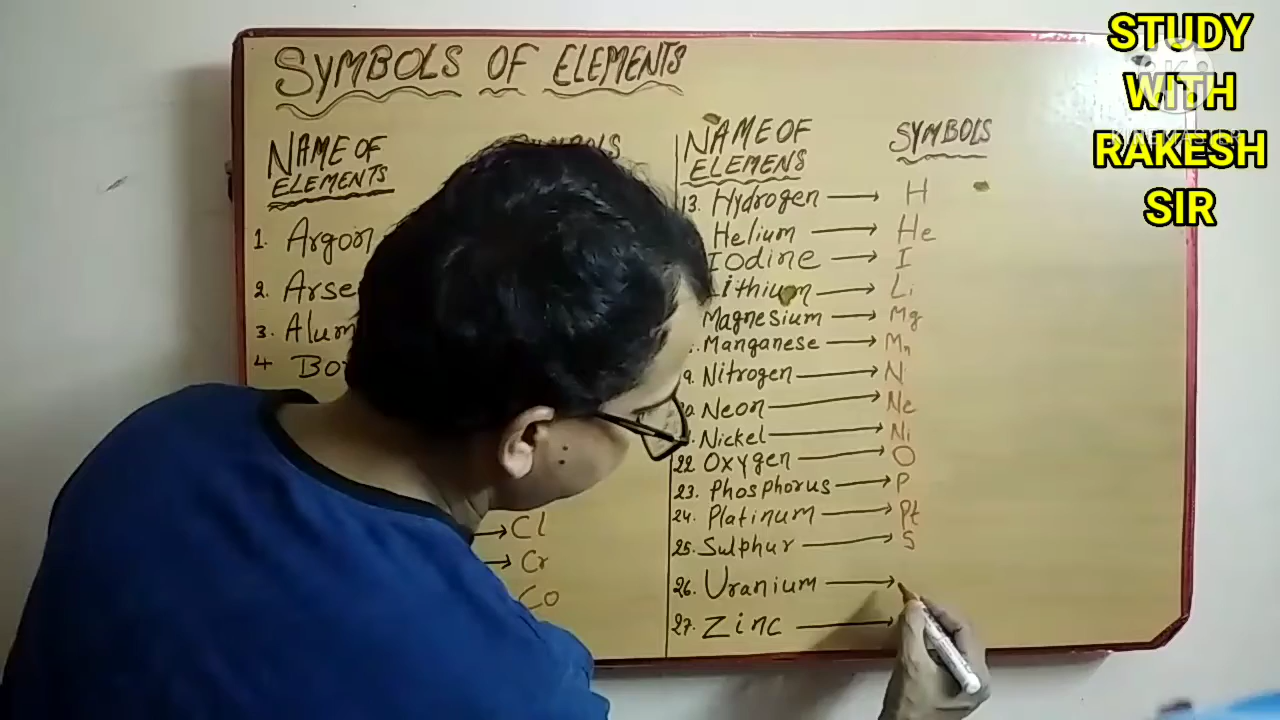 SYMBOLS OF ELEMENTS
NAME OF
ELEMENTS
1. Argon
2. Arse
3. Alum
4 Bo
Cl
Cr
Co
NAME OF
ELEMENS
SYMBOLS
13. Hydrogen → H
Helium → He
Iodine → I
Lithium → Li
Magnesium → Mg
Manganese → Mn
9. Nitrogen → N
Neon → Ne
Nickel → Ni
22 Oxygen → O
23. Phosphorus → P
24. Platinum → Pt
25. Sulphur → S
26. Uranium →
27. Zinc →
STUDY
WITH
RAKESH
SIR